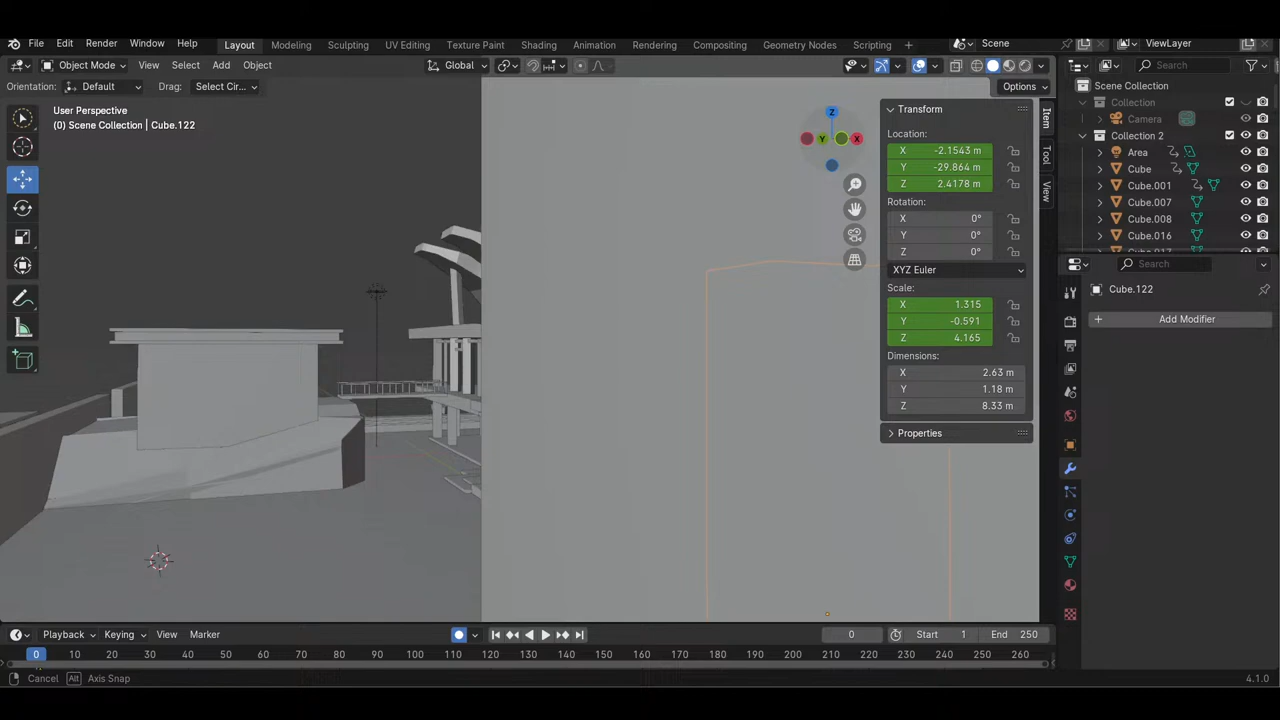 File Edit Render Window Help Layout Modeling Sculpting UV Editing Texture Paint Shading Animation Rendering Compositing Geometry Nodes Scripting + Scene ViewLayer
Object Mode View Select Add Object Global Search
Orientation: Default Drag: Select Cir... Options
User Perspective
(0) Scene Collection | Cube.122
Z
Y
X
Transform
Location:
X -2.1543 m
Y -29.864 m
Z 2.4178 m
Rotation:
X 0°
Y 0°
Z 0°
XYZ Euler
Scale:
X 1.315
Y -0.591
Z 4.165
Dimensions:
X 2.63 m
Y 1.18 m
Z 8.33 m
Properties
Item
Tool
View
Scene Collection
Collection
Camera
Collection 2
Area
Cube
Cube.001
Cube.007
Cube.008
Cube.016
Search
Cube.122
+ Add Modifier
Playback Keying View Marker 0 Start 1 End 250
0 10 20 30 40 50 60 70 80 90 100 110 120 130 140 150 160 170 180 190 200 210 220 230 240 250 260
Cancel Alt Axis Snap 4.1.0